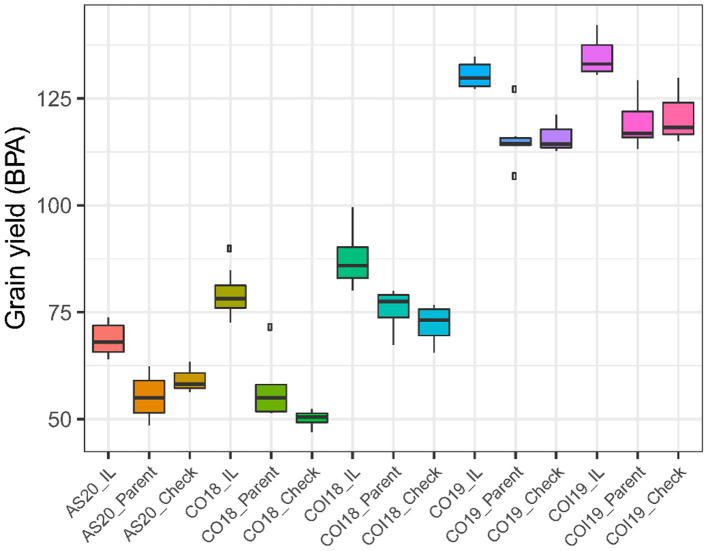 Grain yield (BPA)
125
100
75
50
AS20_IL
AS20_Parent
AS20_Check
CO18_IL
CO18_Parent
CO18_Check
COI18_IL
COI18_Parent
COI18_Check
CO19_IL
CO19_Parent
CO19_Check
COI19_IL
COI19_Parent
COI19_Check